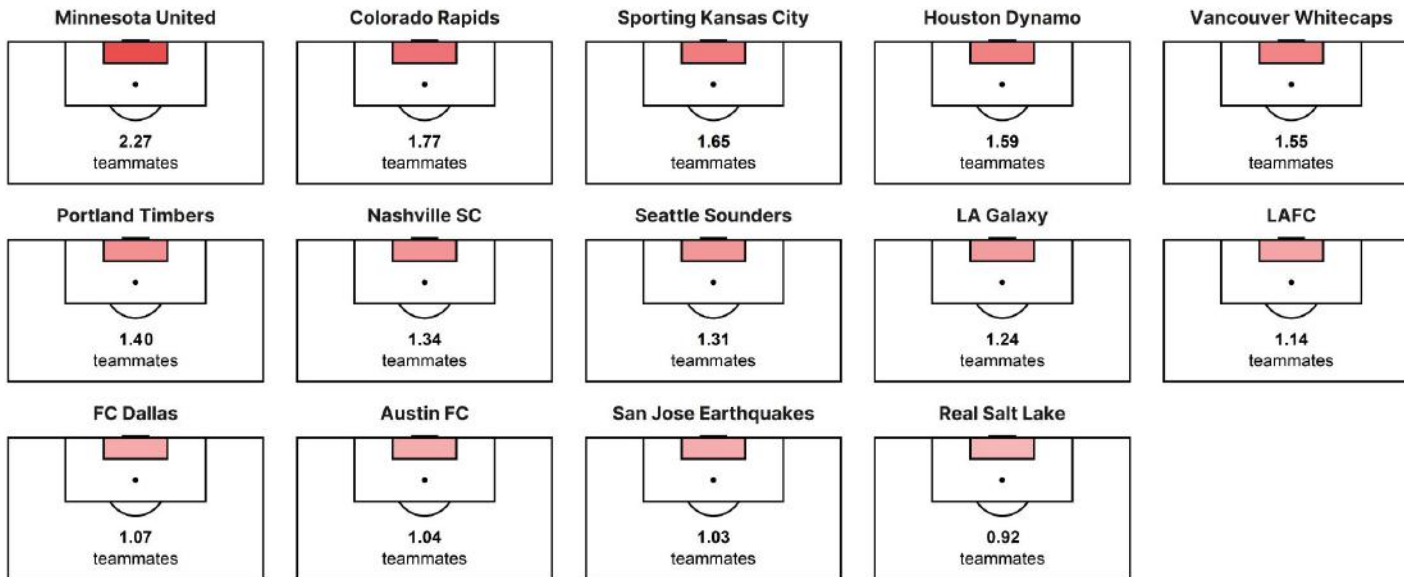 Minnesota United
Colorado Rapids
Sporting Kansas City
Houston Dynamo
Vancouver Whitecaps
2.27
teammates
1.77
teammates
1.65
teammates
1.59
teammates
1.55
teammates
Portland Timbers
Nashville SC
Seattle Sounders
LA Galaxy
LAFC
1.40
teammates
1.34
teammates
1.31
teammates
1.24
teammates
1.14
teammates
FC Dallas
Austin FC
San Jose Earthquakes
Real Salt Lake
1.07
teammates
1.04
teammates
1.03
teammates
0.92
teammates